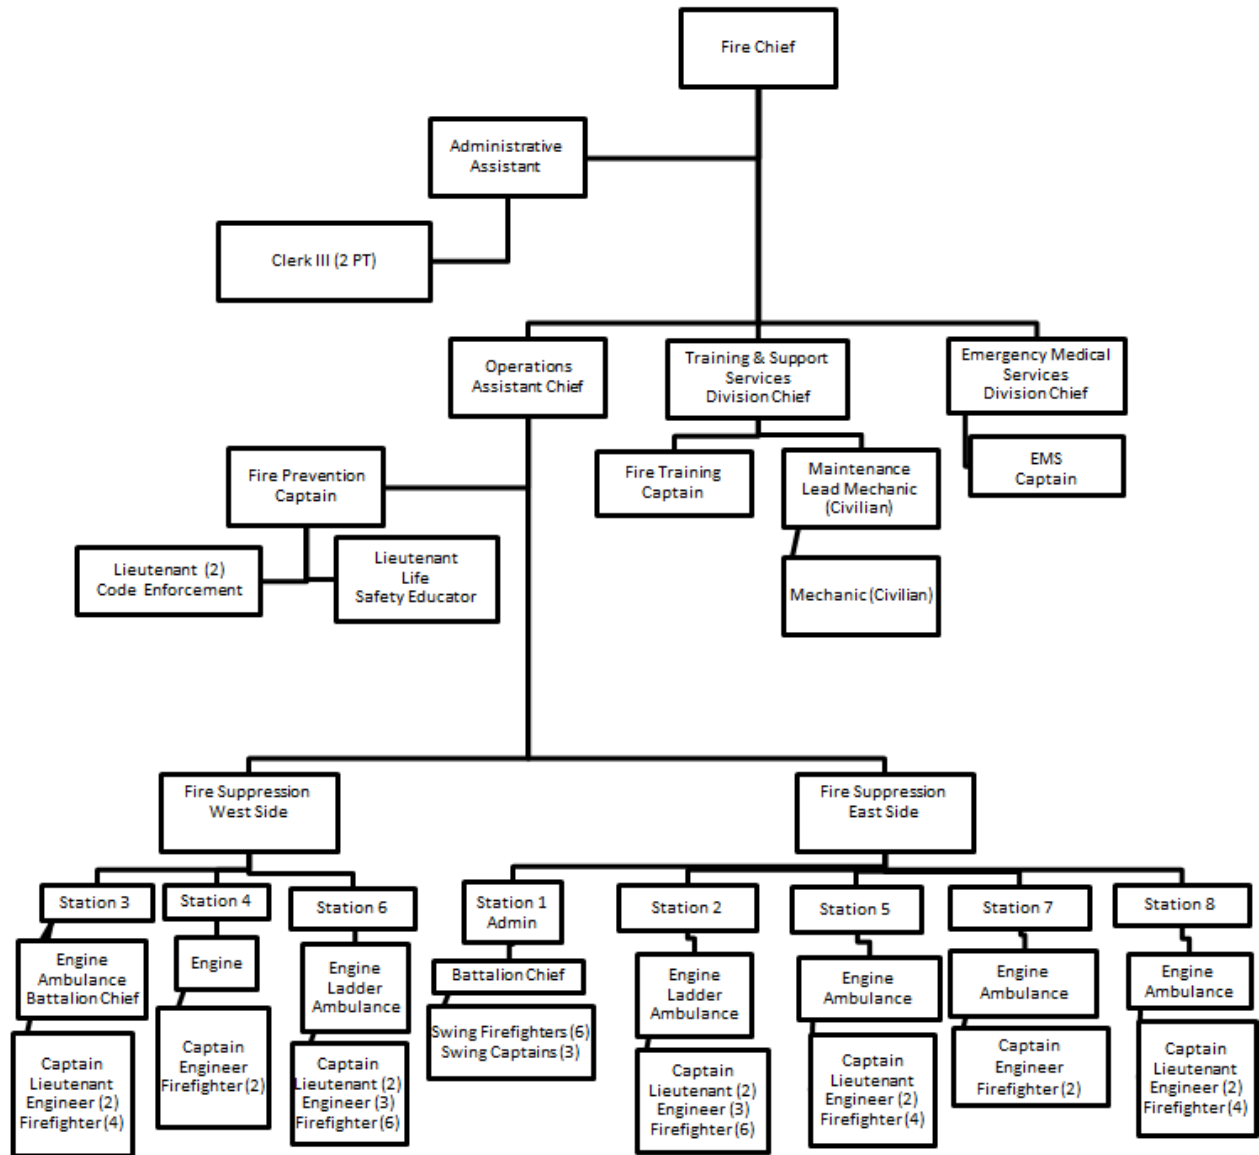 Fire Chief
Administrative
Assistant
Clerk III (2 PT)
Operations
Assistant Chief
Training & Support
Services
Division Chief
Emergency Medical
Services
Division Chief
Fire Prevention
Captain
Fire Training
Captain
Maintenance
Lead Mechanic
(Civilian)
EMS
Captain
Lieutenant (2)
Code Enforcement
Lieutenant
Life
Safety Educator
Mechanic (Civilian)
Fire Suppression
West Side
Fire Suppression
East Side
Station 3
Station 4
Station 6
Station 1
Admin
Station 2
Station 5
Station 7
Station 8
Engine
Ambulance
Battalion Chief
Engine
Engine
Ladder
Ambulance
Battalion Chief
Engine
Ladder
Ambulance
Engine
Ambulance
Engine
Ambulance
Engine
Ambulance
Captain
Lieutenant
Engineer (2)
Firefighter (4)
Captain
Engineer
Firefighter (2)
Captain
Lieutenant (2)
Engineer (3)
Firefighter (6)
Swing Firefighters (6)
Swing Captains (3)
Captain
Lieutenant (2)
Engineer (3)
Firefighter (6)
Captain
Lieutenant
Engineer (2)
Firefighter (4)
Captain
Engineer
Firefighter (2)
Captain
Lieutenant
Engineer (2)
Firefighter (4)